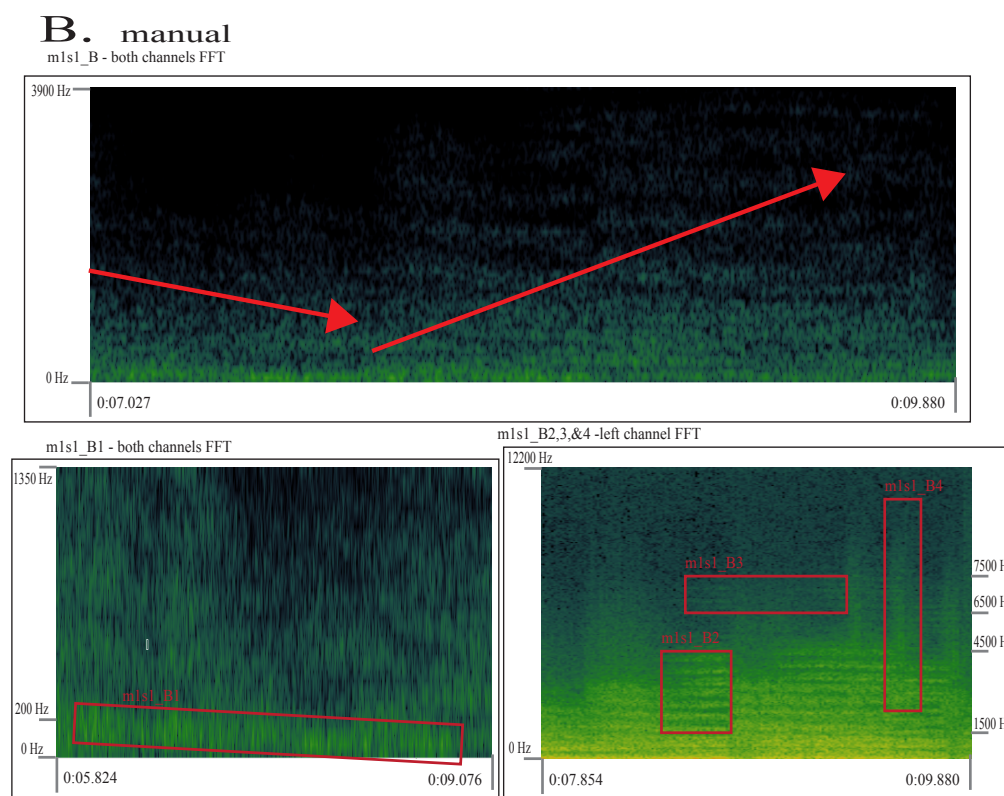 B. manual
m1s1_B - both channels FFT
3900 Hz
0 Hz
0:07.027
0:09.880
m1s1_B1 - both channels FFT
1350 Hz
m1s1_B1
200 Hz
0 Hz
0:05.824
0:09.076
m1s1_B2,3,&4 -left channel FFT
12200 Hz
m1s1_B4
m1s1_B3
7500 H
6500 H
m1s1_B2
4500 H
1500 H
0 Hz
0:07.854
0:09.880